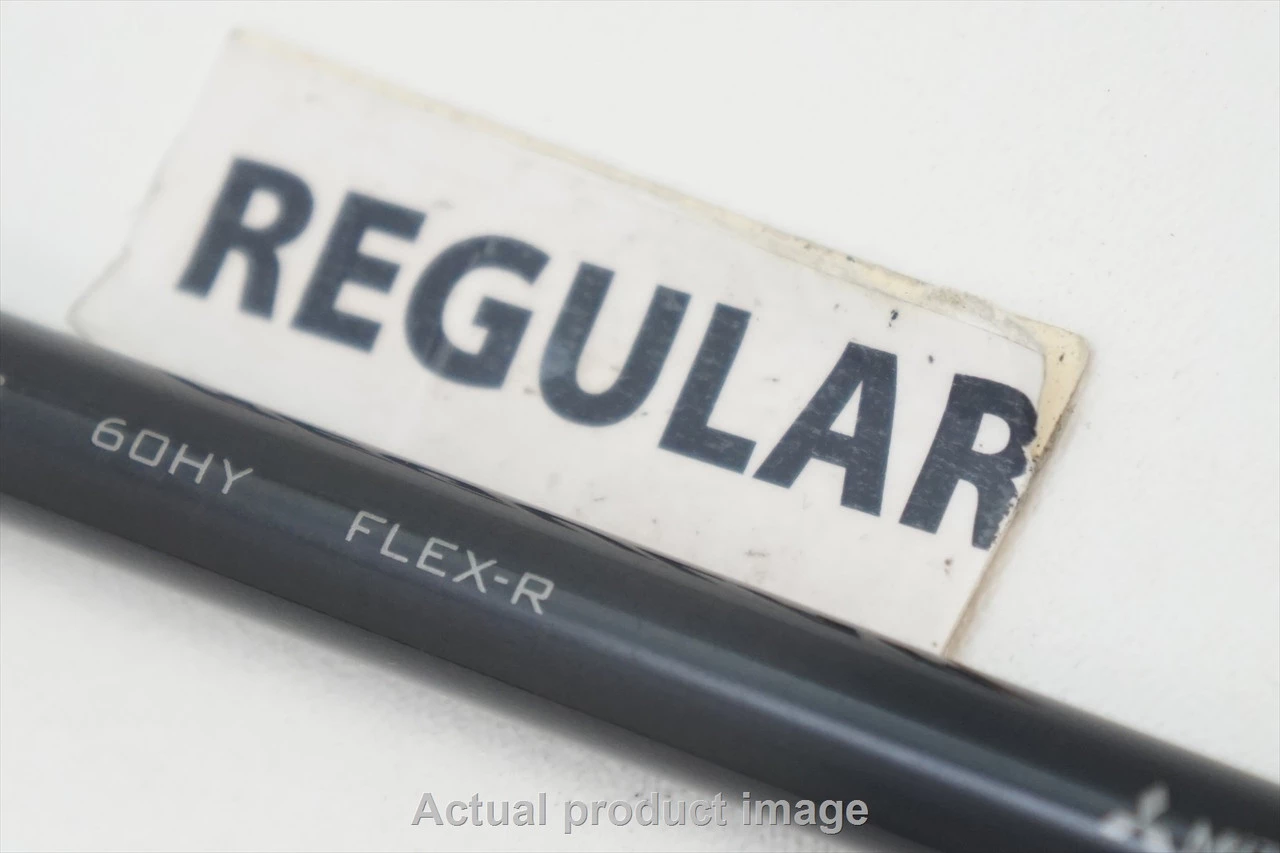 REGULAR
60HY FLEX-R
Actual product image